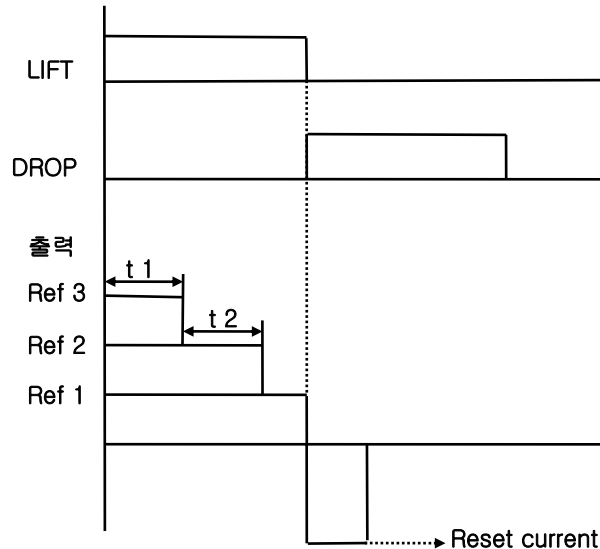 LIFT
DROP
출력
t 1
Ref 3
t 2
Ref 2
Ref 1
Reset current